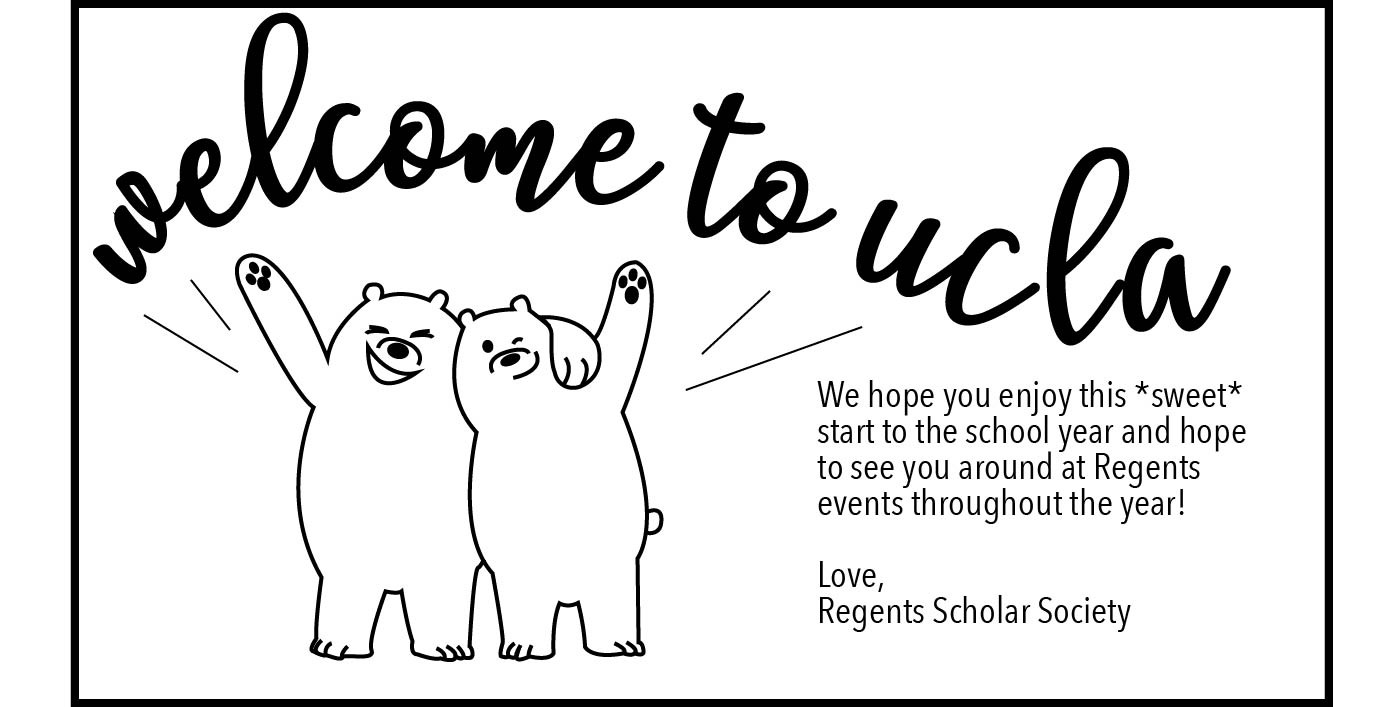 welcome to ucla
We hope you enjoy this *sweet*
start to the school year and hope
to see you around at Regents
events throughout the year!
Love,
Regents Scholar Society